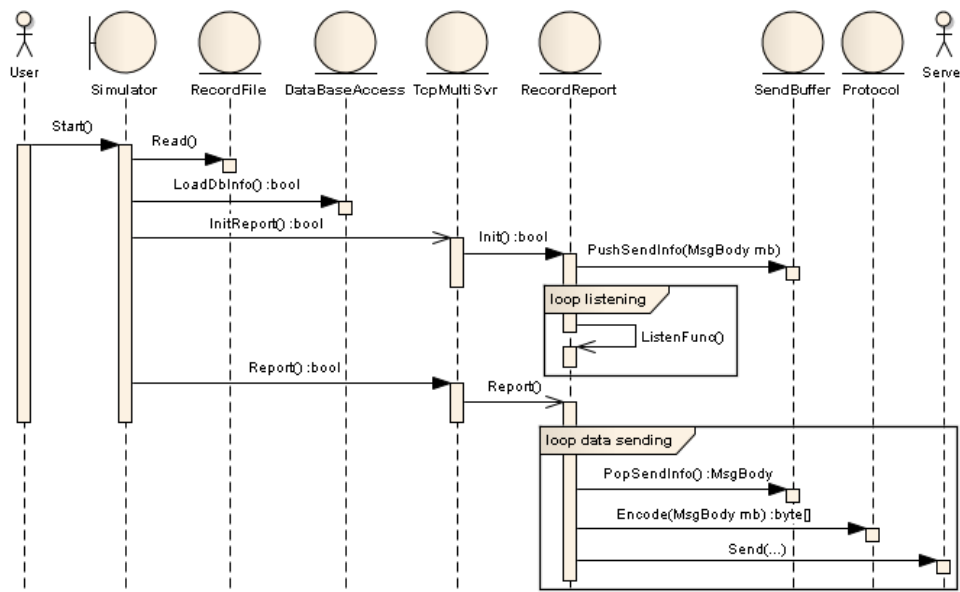 User
Simulator
RecordFile
DataBaseAccess
TcpMultiSvr
RecordReport
SendBuffer
Protocol
Serve
Start()
Read()
LoadDbInfo() :bool
InitReport() :bool
Init() :bool
PushSendInfo(MsgBody mb)
loop listening
ListenFunc()
Report() :bool
Report()
loop data sending
PopSendInfo() :MsgBody
Encode(MsgBody mb) :byte[]
Send(...)